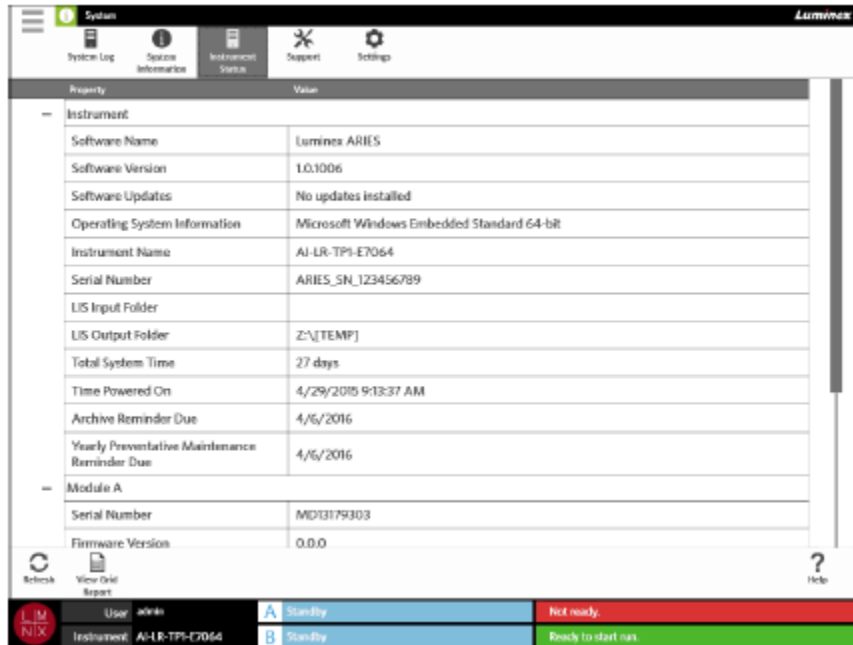 System
Luminex
System Log
System Information
Instrument Status
Support
Settings
Property Value
Instrument
Software Name Luminex ARIES
Software Version 1.0.1006
Software Updates No updates installed
Operating System Information Microsoft Windows Embedded Standard 64-bit
Instrument Name AI-LR-TP1-E7064
Serial Number ARIES_SN_123456789
LIS Input Folder
LIS Output Folder Z:\[TEMP]
Total System Time 27 days
Time Powered On 4/29/2015 9:13:37 AM
Archive Reminder Due 4/6/2016
Yearly Preventative Maintenance
Reminder Due 4/6/2016
Module A
Serial Number MD13179303
Firmware Version 0.0.0
Refresh
View Grid
Report
Help
LM
NX
User admin A Standby Not ready.
Instrument AI-LR-TP1-E7064 B Standby Ready to start run.